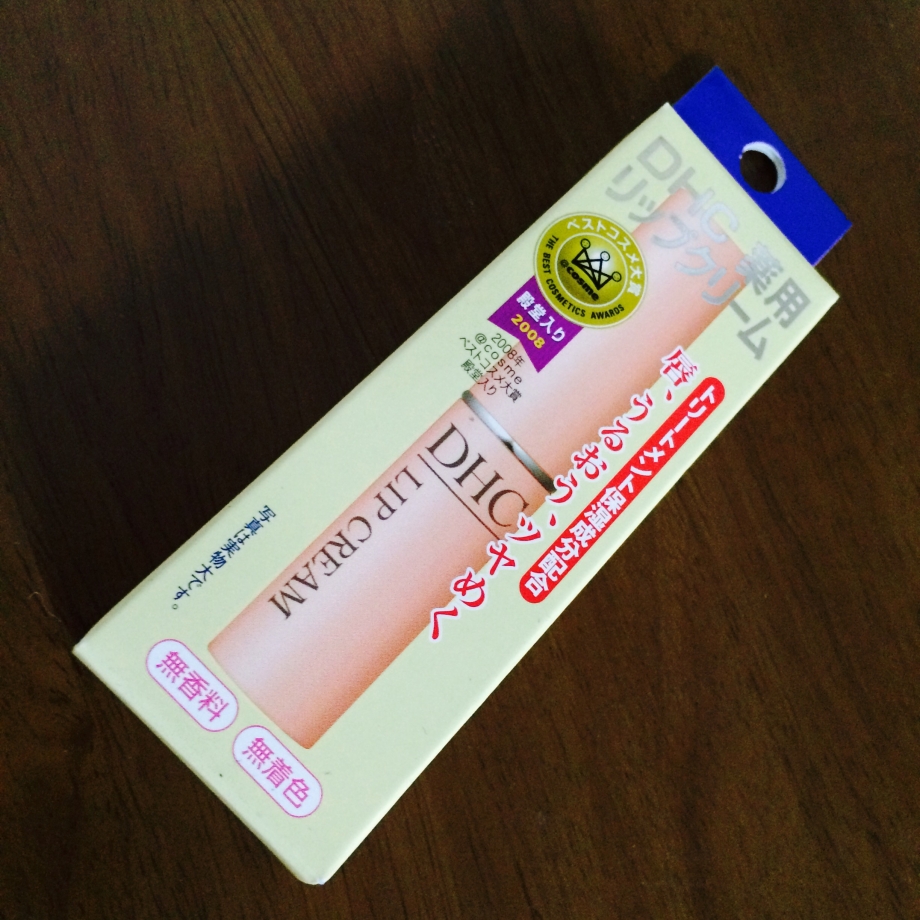 DHC 薬用
リップクリーム
ベストコスメ大賞
@cosme
THE BEST COSMETICS AWARDS
殿堂入り
2008
2008年
@cosme
ベストコスメ大賞
殿堂入り
トリートメント保湿成分配合
唇、うるおう、ツヤめく
DHC
LIP CREAM
写真は実物大です。
無香料
無着色